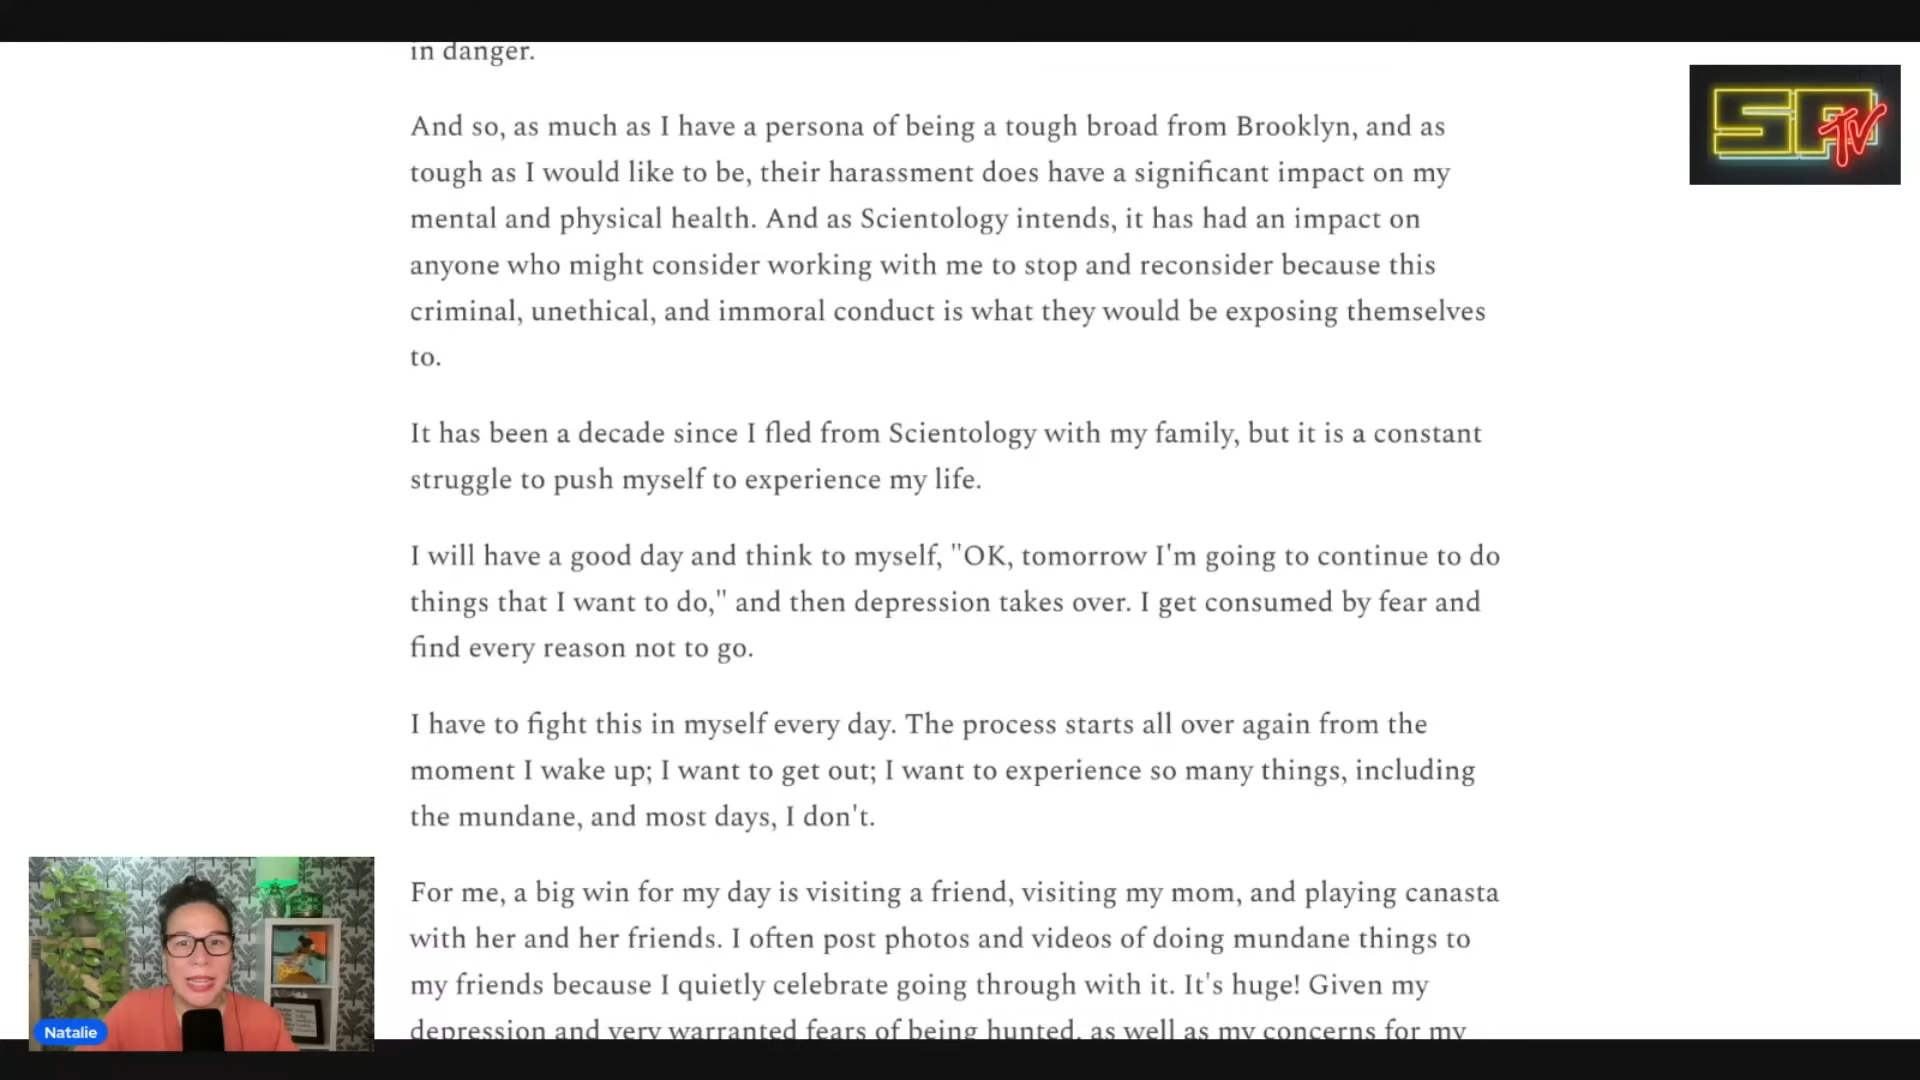 in danger.
And so, as much as I have a persona of being a tough broad from Brooklyn, and as
tough as I would like to be, their harassment does have a significant impact on my
mental and physical health. And as Scientology intends, it has had an impact on
anyone who might consider working with me to stop and reconsider because this
criminal, unethical, and immoral conduct is what they would be exposing themselves
to.
It has been a decade since I fled from Scientology with my family, but it is a constant
struggle to push myself to experience my life.
I will have a good day and think to myself, "OK, tomorrow I'm going to continue to do
things that I want to do," and then depression takes over. I get consumed by fear and
find every reason not to go.
I have to fight this in myself every day. The process starts all over again from the
moment I wake up; I want to get out; I want to experience so many things, including
the mundane, and most days, I don't.
For me, a big win for my day is visiting a friend, visiting my mom, and playing canasta
with her and her friends. I often post photos and videos of doing mundane things to
my friends because I quietly celebrate going through with it. It's huge! Given my
depression and very warranted fears of being hunted, as well as my concerns for my
SPTV
Natalie